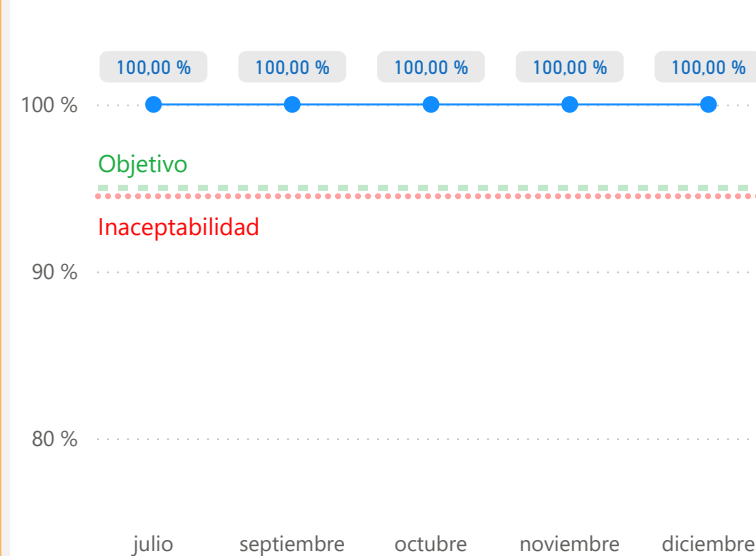 100,00 % 100,00 % 100,00 % 100,00 % 100,00 %
100 %
Objetivo
Inaceptabilidad
90 %
80 %
julio septiembre octubre noviembre diciembre